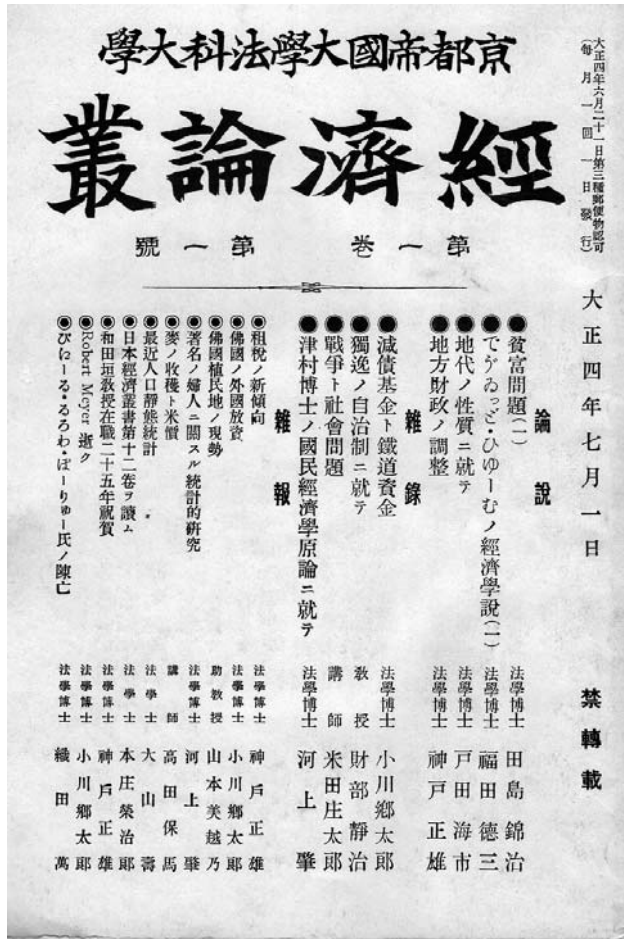 大正四年六月二十一日第三種郵便物認可
(每月一回一日發行)
京都帝國大學法科大學
經濟論叢
第一卷 第一號
大正四年七月一日 禁轉載
論說
◉貧富問題(一) 法學博士 田島錦治
◉でゔゐっど・ひゆーむノ經濟學說(一) 法學博士 福田德三
◉地代ノ性質ニ就テ 法學博士 戸田海市
◉地方財政ノ調整 法學博士 神戸正雄
雜錄
◉減債基金ト鐵道資金 法學博士 小川鄉太郎
◉獨逸ノ自治制ニ就テ 敎授 財部靜治
◉戰爭ト社會問題 講師 米田庄太郎
◉津村博士ノ國民經濟學原論ニ就テ 法學博士 河上肇
雜報
◉租稅ノ新傾向 法學博士 神戸正雄
◉佛國ノ外國放資 法學博士 小川鄉太郎
◉佛國植民地ノ現勢 助敎授 山本美越乃
◉著名ノ婦人ニ關スル統計的硏究 法學博士 河上肇
◉麥ノ收穫ト米價 講師 高田保馬
◉最近人口靜態統計 法學士 大山壽
◉日本經濟叢書第十二卷ヲ讀ム 法學士 本庄榮治郎
◉和田垣敎授在職二十五年祝賀 法學博士 神戸正雄
◉Robert Meyer 逝ク 法學博士 小川鄉太郎
◉ぴゐーる・るろわ・ぼーりゆー氏ノ陳亡 法學博士 織田萬